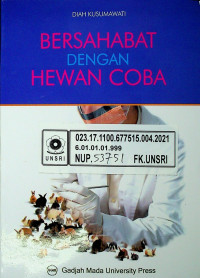 DIAH KUSUMAWATI
BERSAHABAT
DENGAN
HEWAN COBA
023.17.1100.677515.004.2021
6.01.01.01.999
UNSRI
NUP. 53751 FK.UNSRI
Gadjah Mada University Press